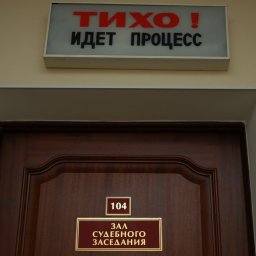 ТИХО !
ИДЕТ ПРОЦЕСС
104
ЗАЛ
СУДЕБНОГО
ЗАСЕДАНИЯ